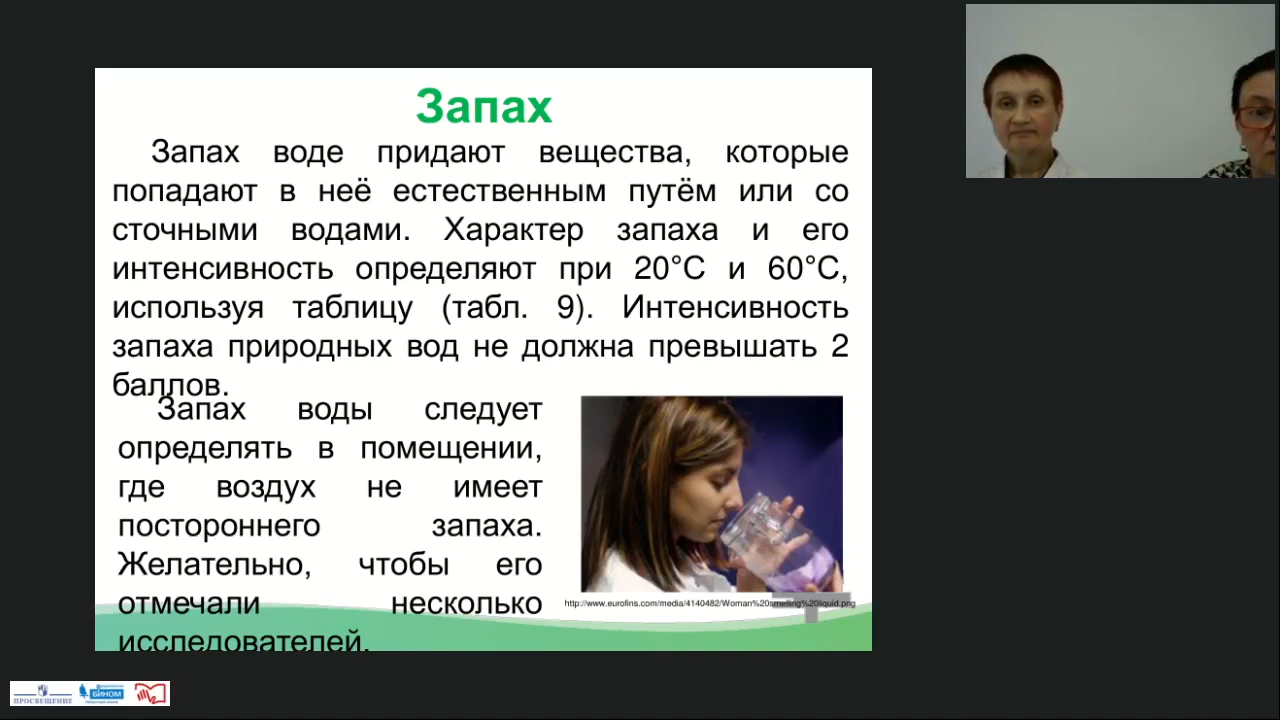 Запах
Запах воде придают вещества, которые
попадают в неё естественным путём или со
сточными водами. Характер запаха и его
интенсивность определяют при 20°С и 60°С,
используя таблицу (табл. 9). Интенсивность
запаха природных вод не должна превышать 2
баллов.
Запах воды следует
определять в помещении,
где воздух не имеет
постороннего запаха.
Желательно, чтобы его
отмечали несколько
исследователей.
http://www.eurofins.com/media/4140482/Woman%20smelling%20liquid.png
ПРОСВЕЩЕНИЕ
БИНОМ